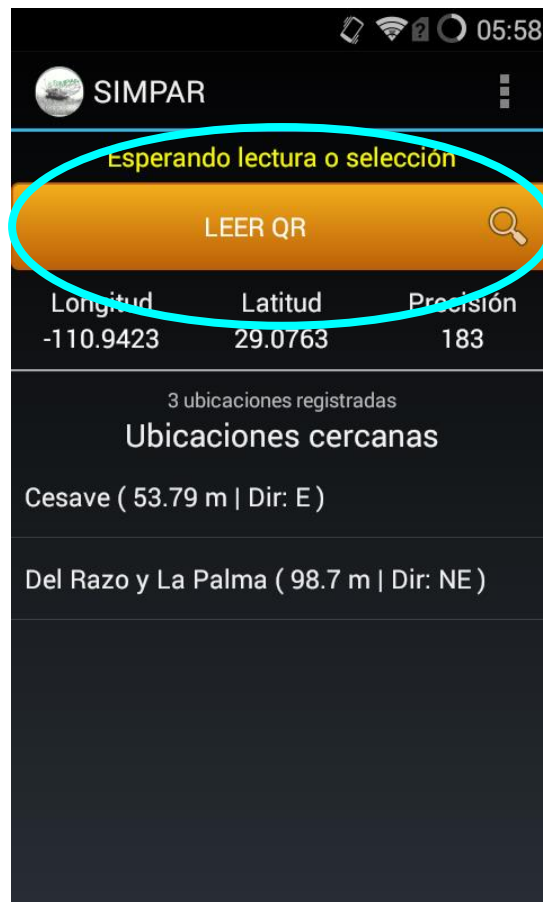 05:58
SIMPAR
Esperando lectura o selección
LEER QR
Longitud Latitud Precisión
-110.9423 29.0763 183
3 ubicaciones registradas
Ubicaciones cercanas
Cesave ( 53.79 m | Dir: E )
Del Razo y La Palma ( 98.7 m | Dir: NE )